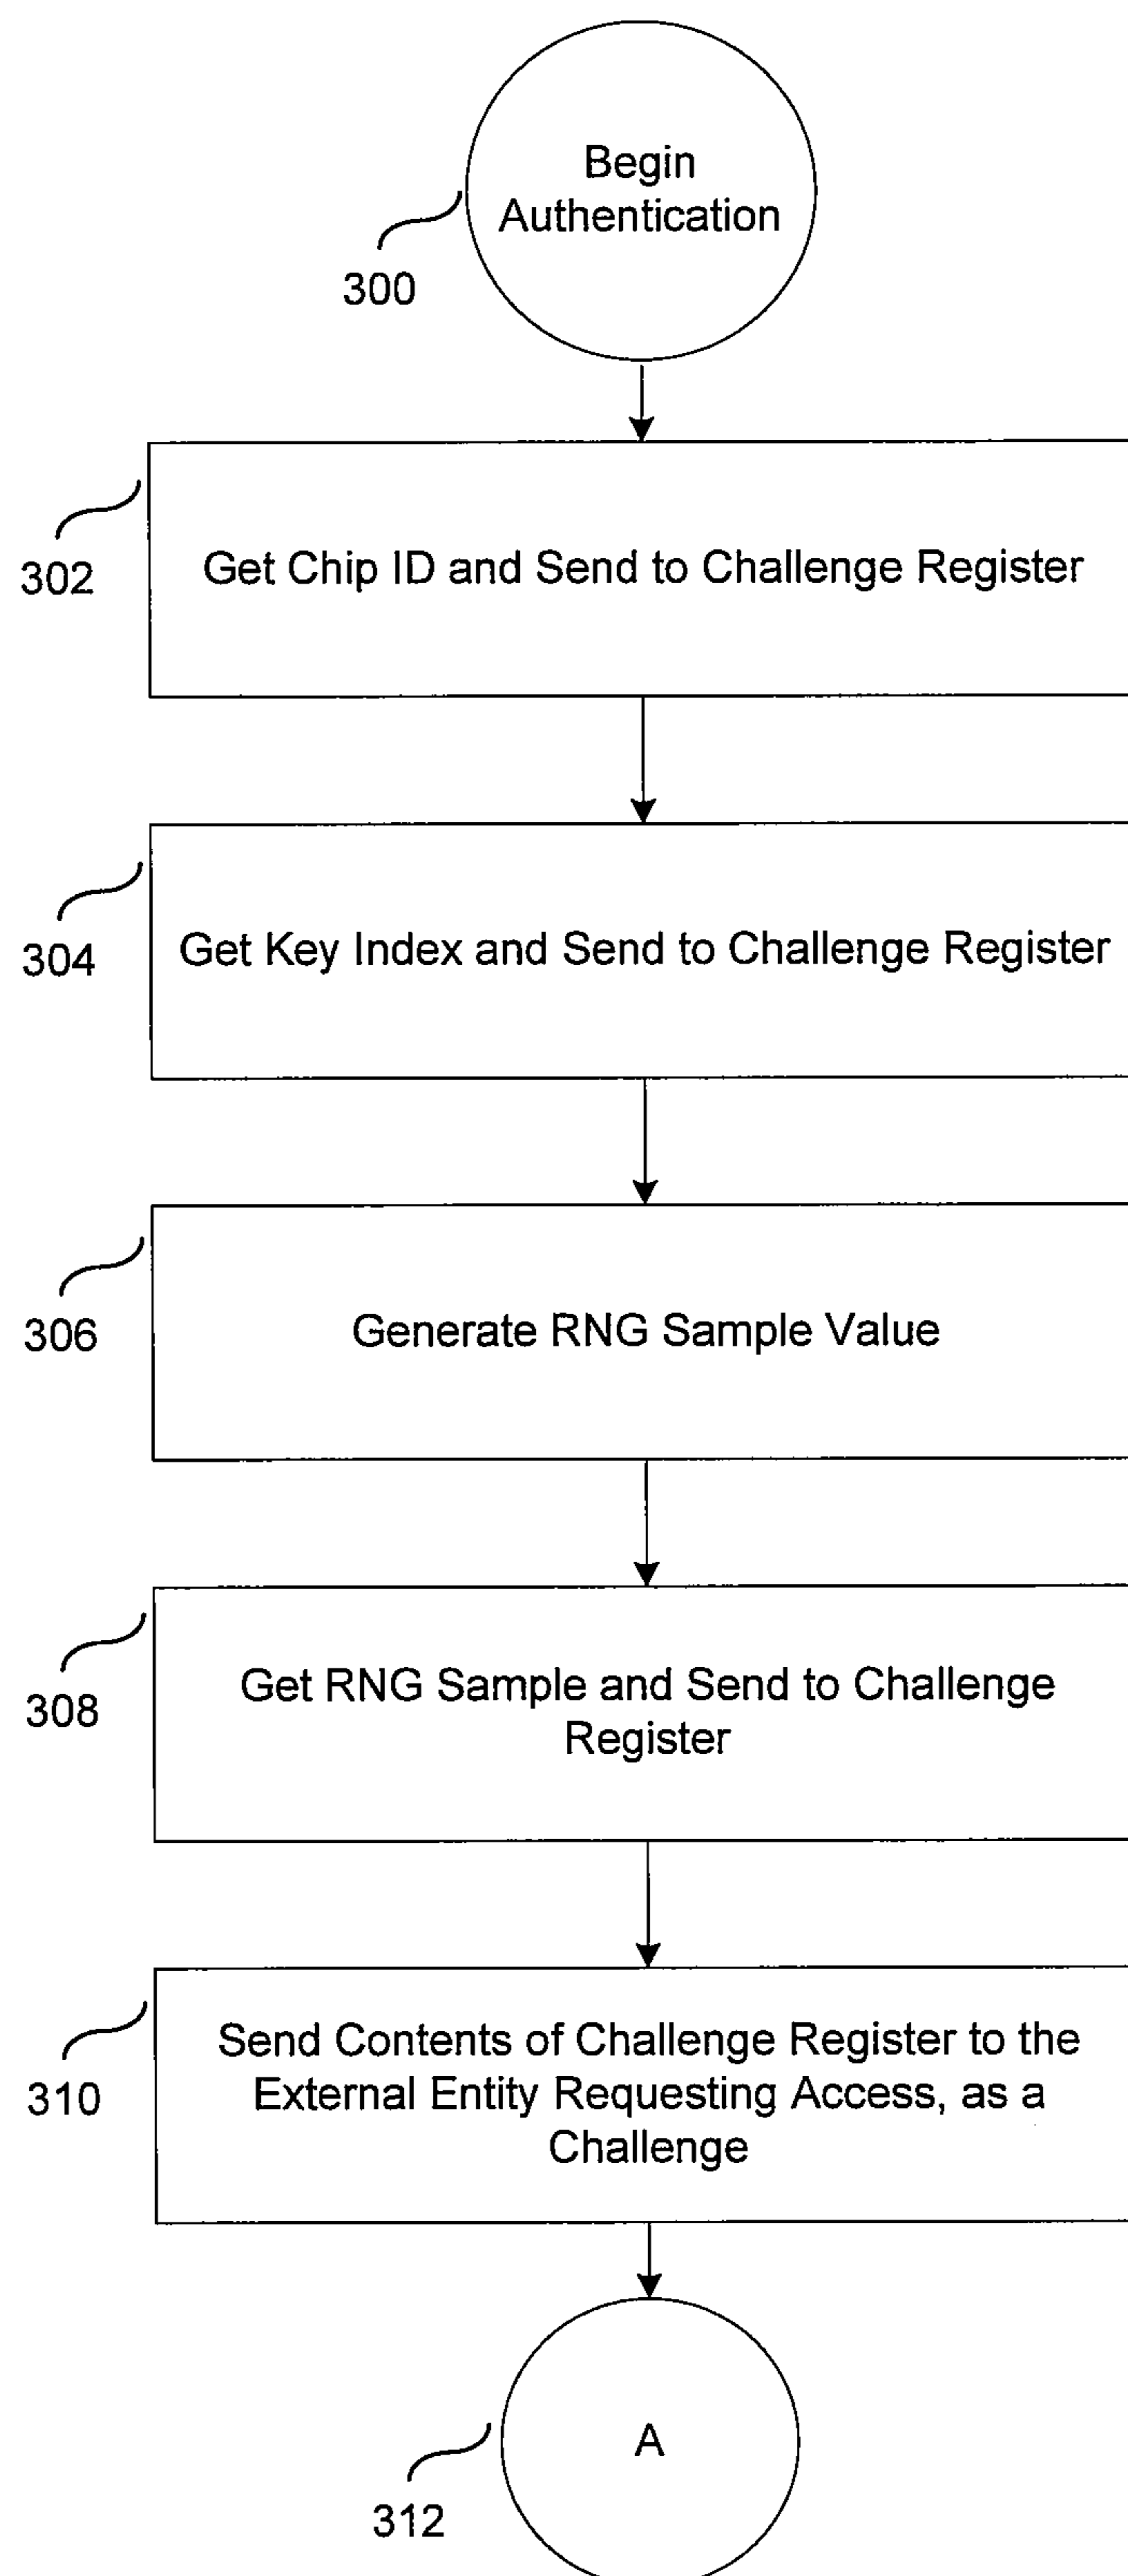 Begin
Authentication
300
302
Get Chip ID and Send to Challenge Register
304
Get Key Index and Send to Challenge Register
306
Generate RNG Sample Value
308
Get RNG Sample and Send to Challenge
Register
310
Send Contents of Challenge Register to the
External Entity Requesting Access, as a
Challenge
A
312